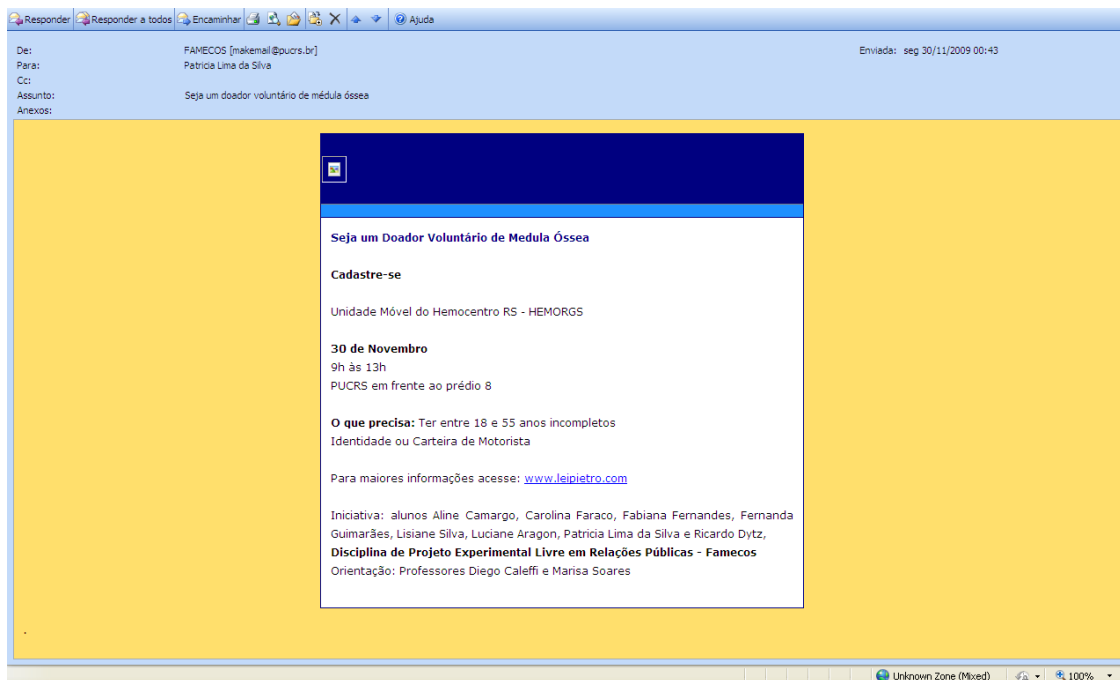 Responder Responder a todos Encaminhar Ajuda
De: FAMECOS [makemail@pucrs.br] Enviada: seg 30/11/2009 00:43
Para: Patricia Lima da Silva
Cc:
Assunto: Seja um doador voluntário de médula óssea
Anexos:
Seja um Doador Voluntário de Medula Óssea
Cadastre-se
Unidade Móvel do Hemocentro RS - HEMORGS
30 de Novembro
9h às 13h
PUCRS em frente ao prédio 8
O que precisa: Ter entre 18 e 55 anos incompletos
Identidade ou Carteira de Motorista
Para maiores informações acesse: www.leipietro.com
Iniciativa: alunos Aline Camargo, Carolina Faraco, Fabiana Fernandes, Fernanda
Guimarães, Lisiane Silva, Luciane Aragon, Patricia Lima da Silva e Ricardo Dytz,
Disciplina de Projeto Experimental Livre em Relações Públicas - Famecos
Orientação: Professores Diego Caleffi e Marisa Soares
.
Unknown Zone (Mixed) 100%